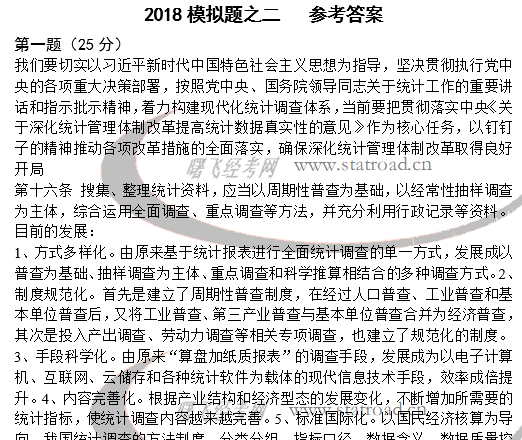 2018模拟题之二 参考答案
第一题（25分）
我们要切实以习近平新时代中国特色社会主义思想为指导，坚决贯彻执行党中
央的各项重大决策部署，按照党中央、国务院领导同志关于统计工作的重要讲
话和指示批示精神，着力构建现代化统计调查体系，当前要把贯彻落实中央《关
于深化统计管理体制改革提高统计数据真实性的意见》作为核心任务，以钉钉
子的精神推动各项改革措施的全面落实，确保深化统计管理体制改革取得良好
开局
曙飞经考网 www.statroad.cn
第十六条 搜集、整理统计资料，应当以周期性普查为基础，以经常性抽样调查
为主体，综合运用全面调查、重点调查等方法，并充分利用行政记录等资料。
目前的发展：
1、方式多样化。由原来基于统计报表进行全面统计调查的单一方式，发展成以
普查为基础、抽样调查为主体、重点调查和科学推算相结合的多种调查方式。2、
制度规范化。首先是建立了周期性普查制度，在经过人口普查、工业普查和基
本单位普查后，又将工业普查、第三产业普查与基本单位普查合并为经济普查，
其次是投入产出调查、劳动力调查等相关专项调查，也建立了规范化的制度。
3、手段科学化。由原来“算盘加纸质报表”的调查手段，发展成为以电子计算
机、互联网、云储存和各种统计软件为载体的现代信息技术手段，效率成倍提
升。4、内容完善化。根据产业结构和经济型态的发展变化，不断增加所需要的
统计指标，使统计调查内容越来越完善。5、标准国际化。以国民经济核算为导
向，我国统计调查的方法制度、分类分组、指标口径、数据含义、数据质量控
曙飞经考网 www.statroad.cn